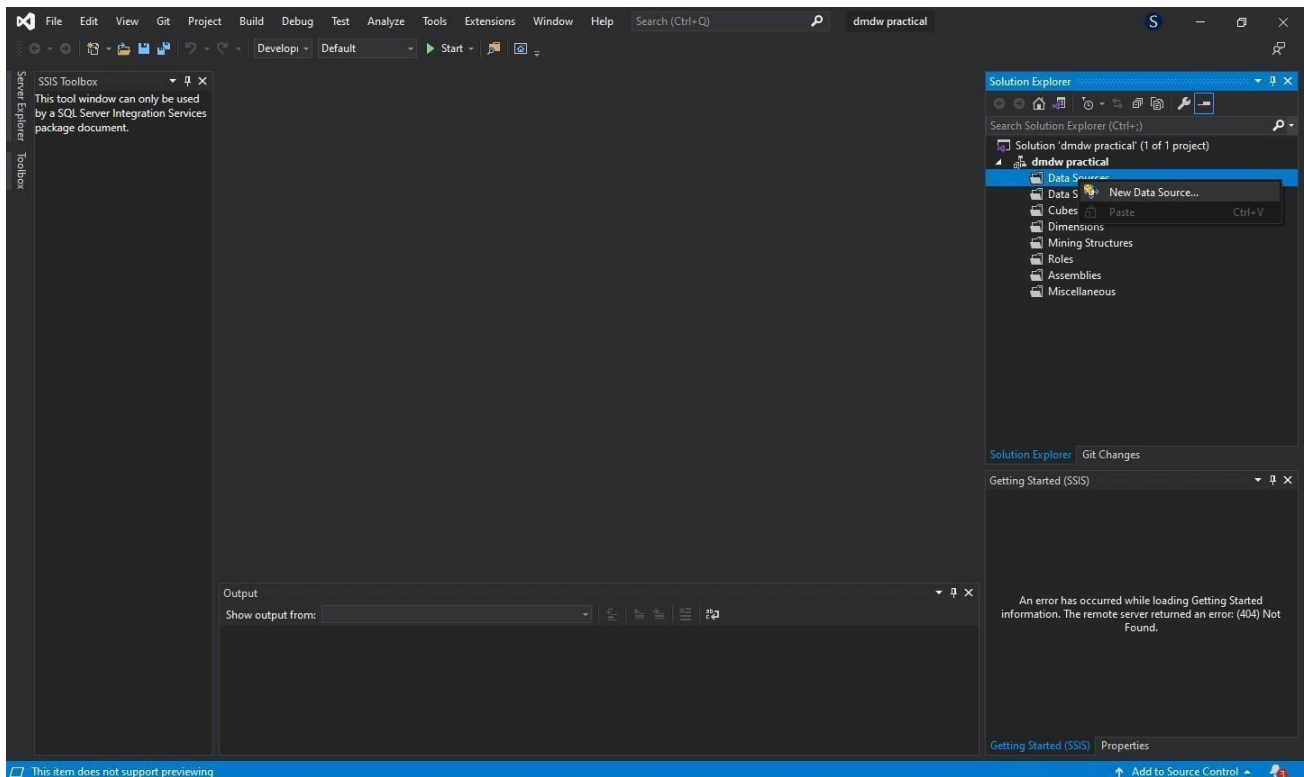 File Edit View Git Project Build Debug Test Analyze Tools Extensions Window Help Search (Ctrl+Q) dmdw practical S
Develop Default Start
Server Explorer
Toolbox
SSIS Toolbox
This tool window can only be used
by a SQL Server Integration Services
package document.
Solution Explorer
Search Solution Explorer (Ctrl+;)
Solution 'dmdw practical' (1 of 1 project)
dmdw practical
Data Sources
Data S
New Data Source...
Cubes
Paste Ctrl+V
Dimensions
Mining Structures
Roles
Assemblies
Miscellaneous
Solution Explorer Git Changes
Getting Started (SSIS)
An error has occurred while loading Getting Started
information. The remote server returned an error: (404) Not
Found.
Getting Started (SSIS) Properties
Output
Show output from:
This item does not support previewing
Add to Source Control